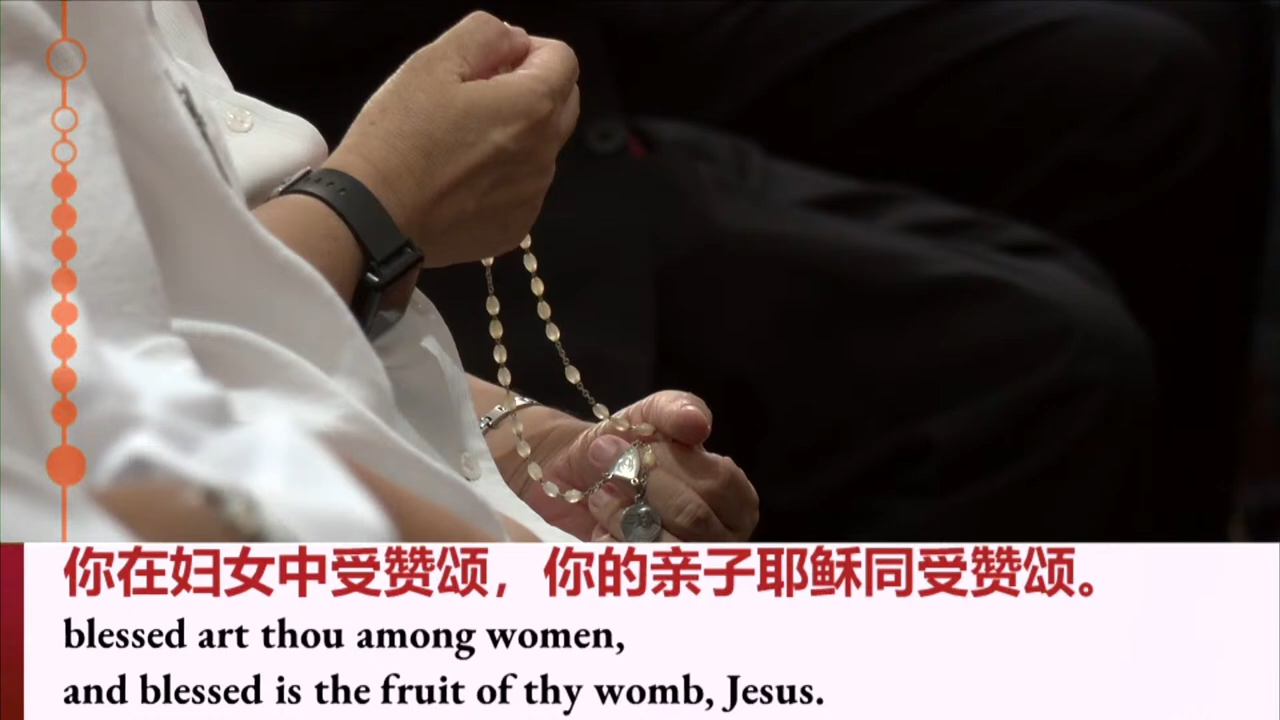 你在妇女中受赞颂，你的亲子耶稣同受赞颂。
blessed art thou among women,
and blessed is the fruit of thy womb, Jesus.